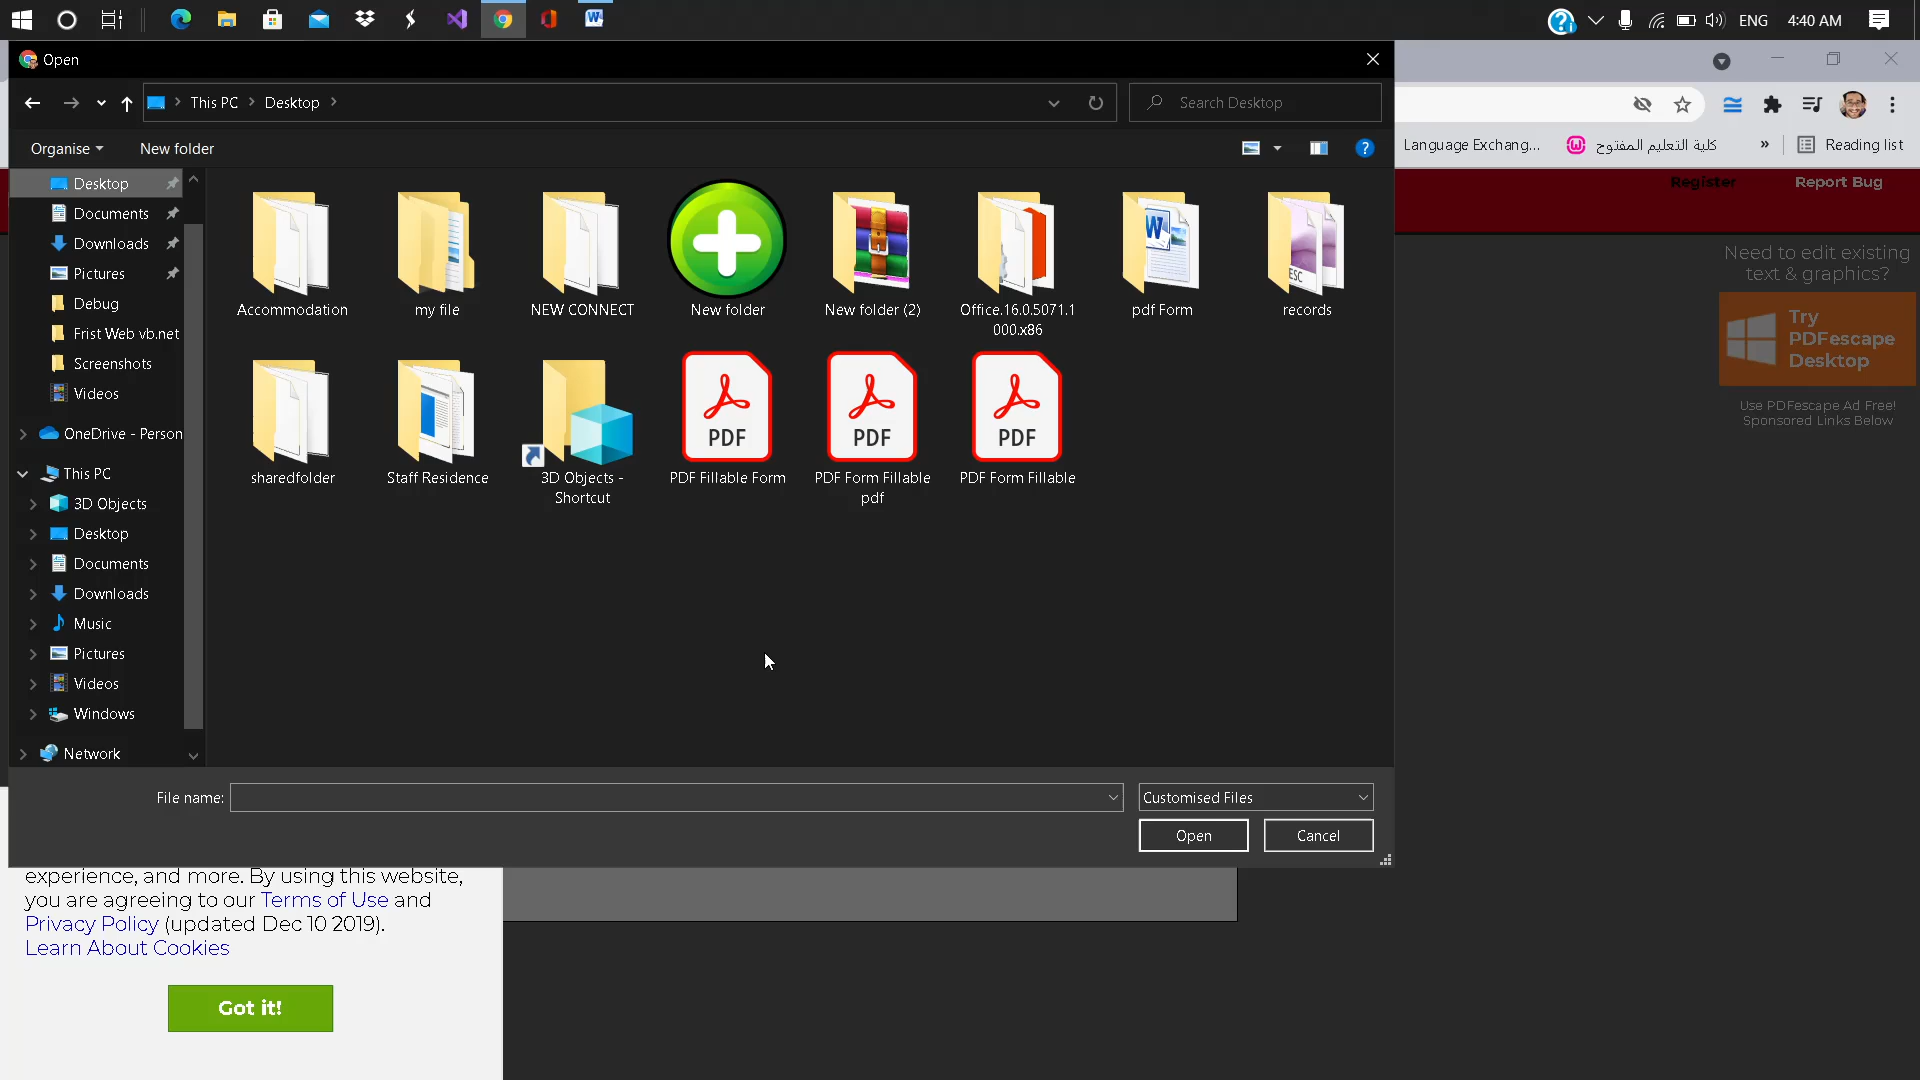 ENG
4:40 AM
Open
This PC
Desktop
Search Desktop
Language Exchang...
كلية التعليم المفتوح
»
Reading list
Organise
New folder
Register
Report Bug
Desktop
Documents
Downloads
Pictures
Debug
Frist Web vb.net
Screenshots
Videos
OneDrive - Person
This PC
3D Objects
Desktop
Documents
Downloads
Music
Pictures
Videos
Windows
Network
Accommodation
my file
NEW CONNECT
New folder
New folder (2)
Office.16.0.5071.1
000.x86
pdf Form
ESC
records
sharedfolder
Staff Residence
3D Objects -
Shortcut
PDF
PDF Fillable Form
PDF
PDF Form Fillable
pdf
PDF
PDF Form Fillable
Need to edit existing
text & graphics?
Try
PDFescape
Desktop
Use PDFescape Ad Free!
Sponsored Links Below
File name:
Customised Files
Open
Cancel
experience, and more. By using this website,
you are agreeing to our Terms of Use and
Privacy Policy (updated Dec 10 2019).
Learn About Cookies
Got it!